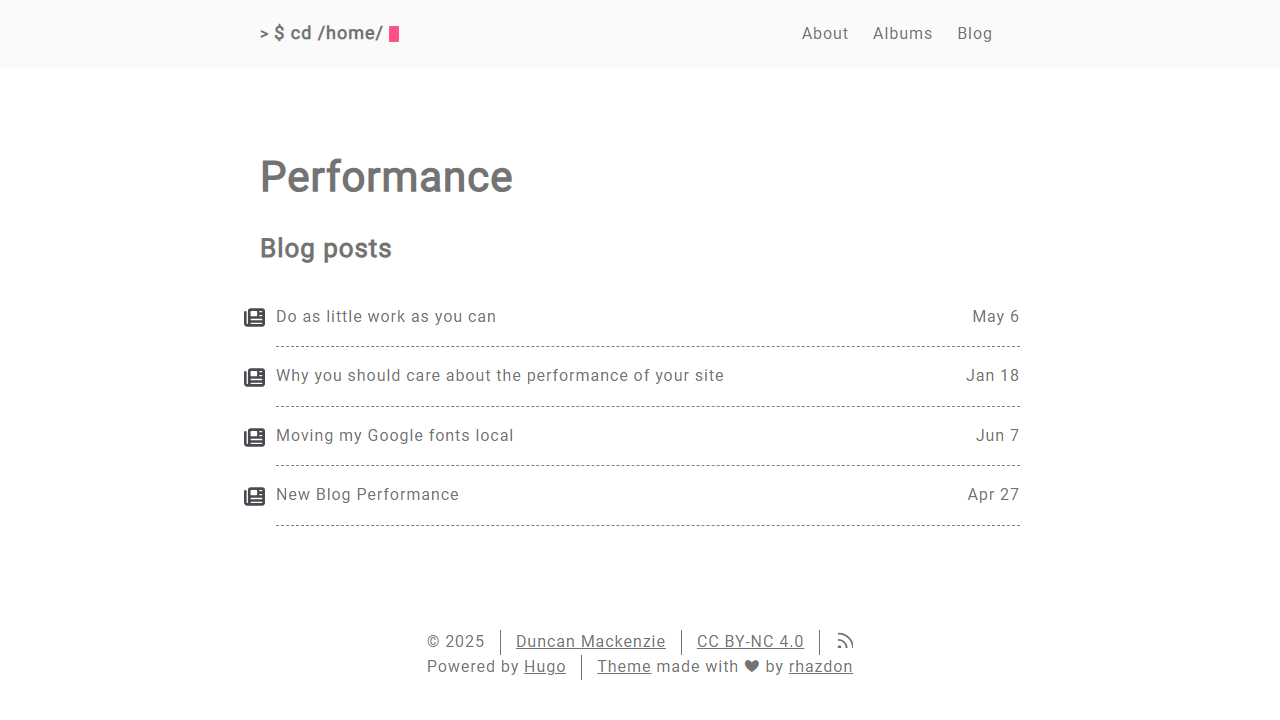 > $ cd /home/
About Albums Blog
Performance
Blog posts
Do as little work as you can May 6
Why you should care about the performance of your site Jan 18
Moving my Google fonts local Jun 7
New Blog Performance Apr 27
© 2025 Duncan Mackenzie CC BY-NC 4.0
Powered by Hugo Theme made with ♥ by rhazdon